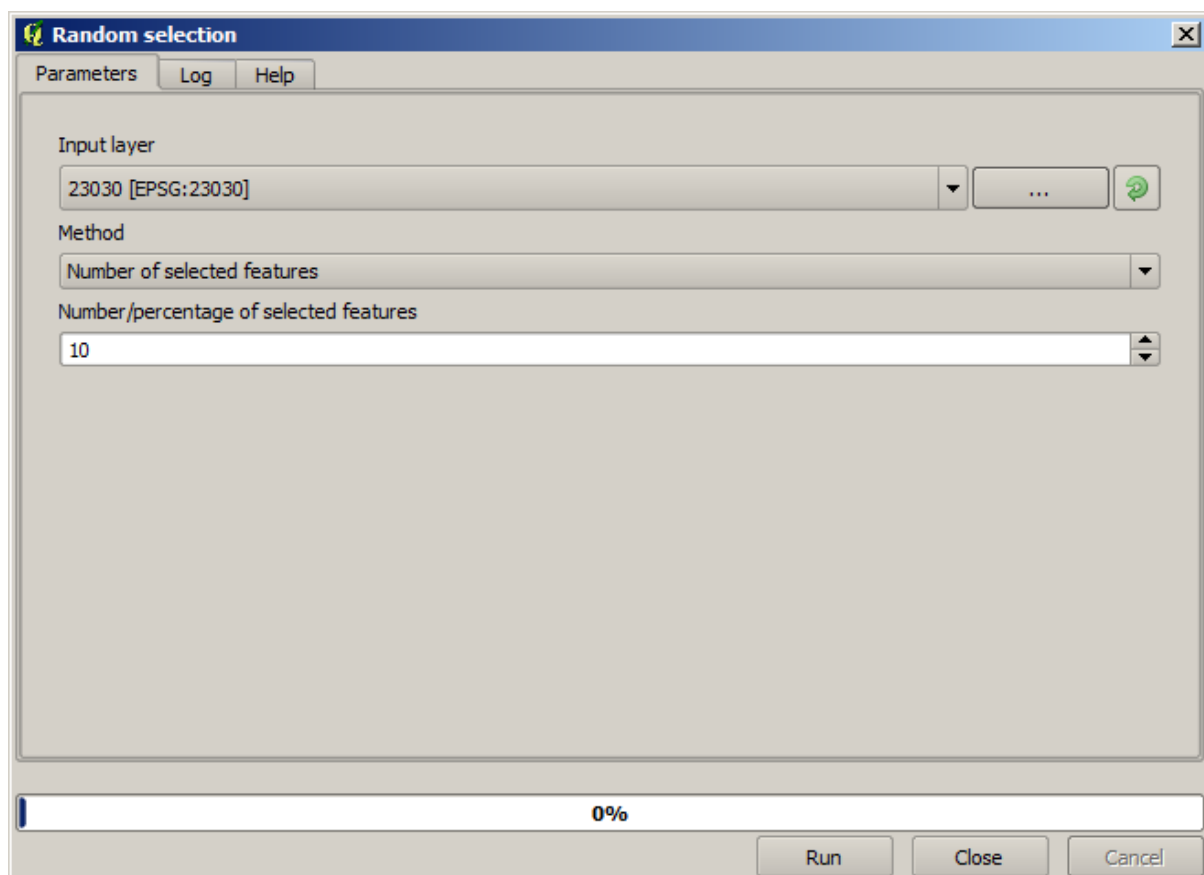 Random selection
Parameters Log Help
Input layer
23030 [EPSG:23030] ...
Method
Number of selected features
Number/percentage of selected features
10
0%
Run Close Cancel